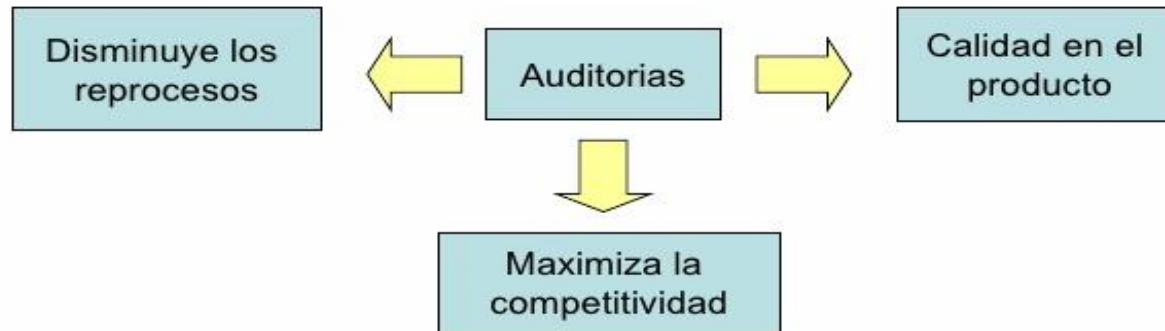 Disminuye los
reprocesos
Auditorias
Calidad en el
producto
Maximiza la
competitividad